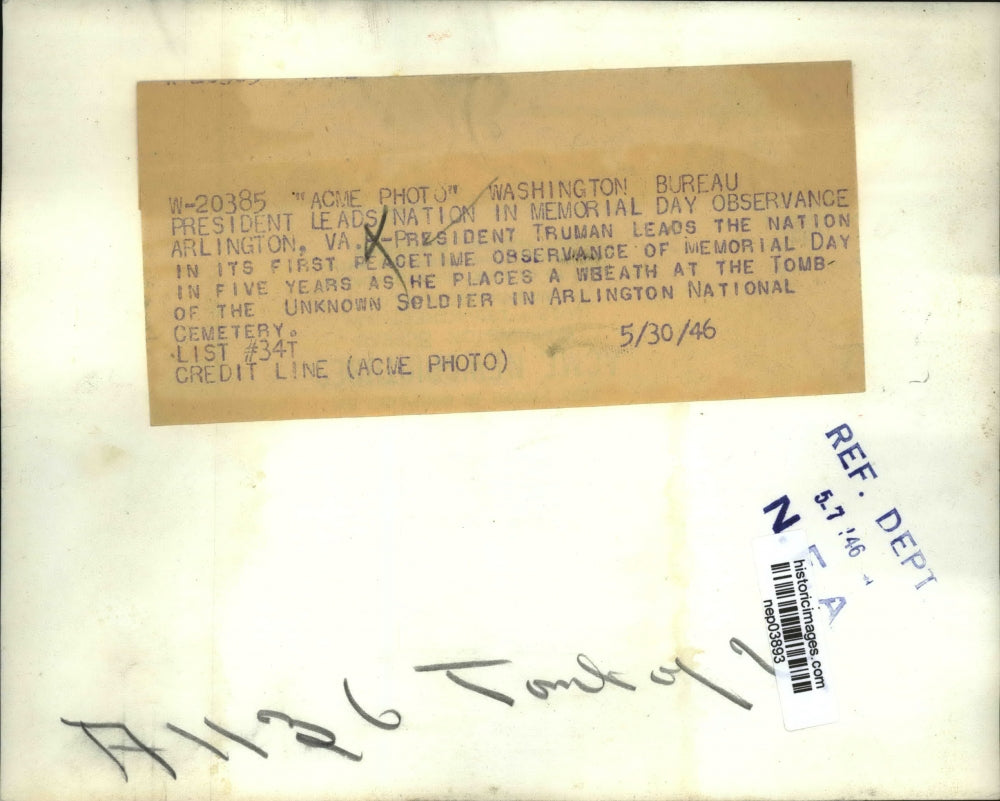 W-20385 "ACME PHOTO" WASHINGTON BUREAU
PRESIDENT LEADS NATION IN MEMORIAL DAY OBSERVANCE
ARLINGTON, VA.--PRESIDENT TRUMAN LEADS THE NATION
IN ITS FIRST PEACETIME OBSERVANCE OF MEMORIAL DAY
IN FIVE YEARS AS HE PLACES A WBEATH AT THE TOMB
OF THE UNKNOWN SOLDIER IN ARLINGTON NATIONAL
CEMETERY.
LIST #34T 5/30/46
CREDIT LINE (ACME PHOTO)
REF. DEPT
5-7 '46
N E A
historicimages.com
nep03893
A1136 Tomb of